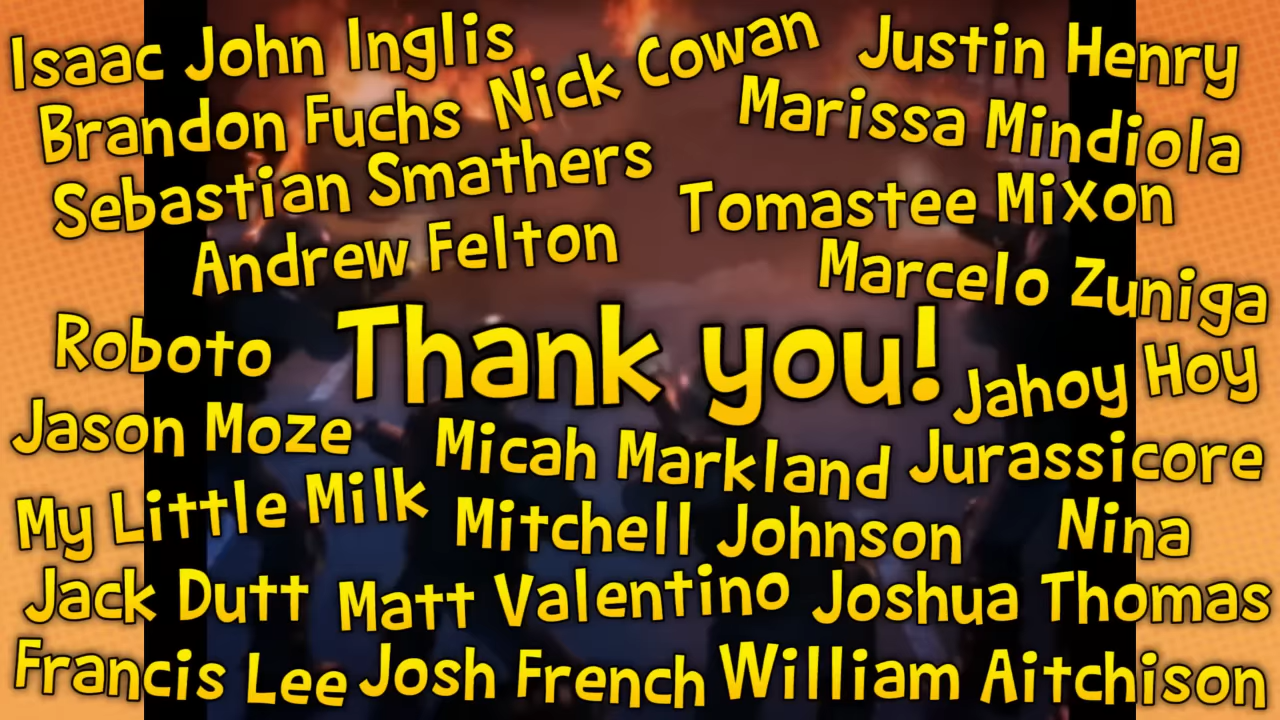 Isaac John Inglis
Nick Cowan
Justin Henry
Brandon Fuchs
Marissa Mindiola
Sebastian Smathers
Tomastee Mixon
Andrew Felton
Marcelo Zuniga
Roboto
Thank you!
Jahoy Hoy
Jason Moze
Micah Markland
Jurassicore
My Little Milk
Mitchell Johnson
Nina
Jack Dutt
Matt Valentino
Joshua Thomas
Francis Lee
Josh French
William Aitchison